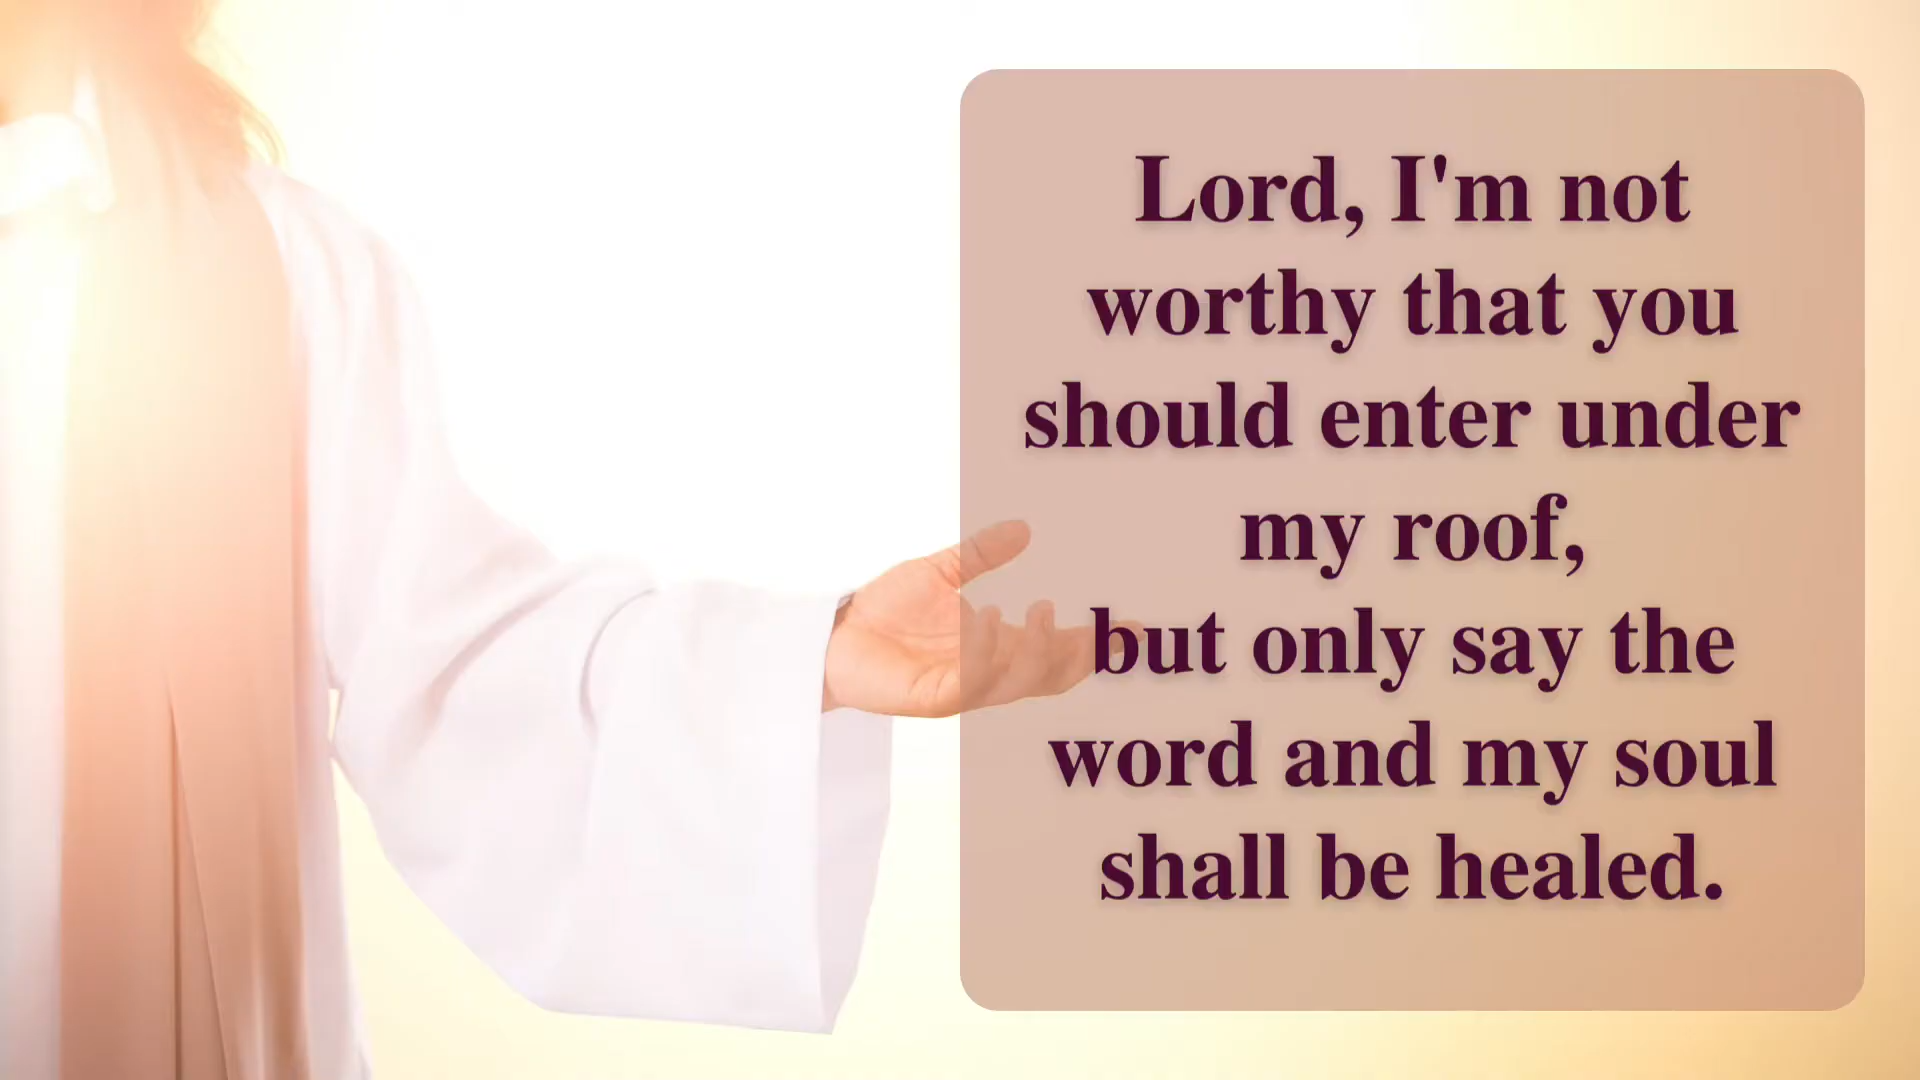 Lord, I'm not
worthy that you
should enter under
my roof,
but only say the
word and my soul
shall be healed.